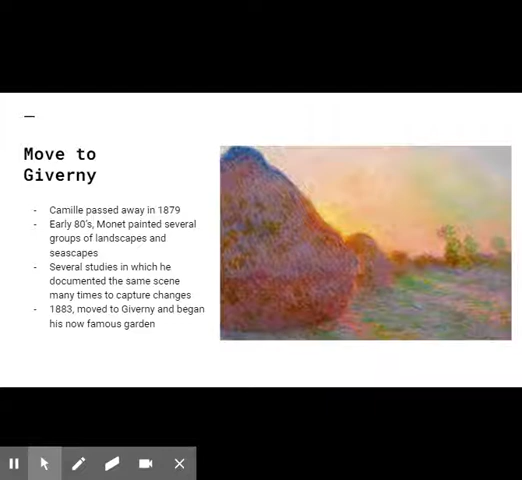 Move to
Giverny
- Camille passed away in 1879
- Early 80's, Monet painted several
groups of landscapes and
seascapes
- Several studies in which he
documented the same scene
many times to capture changes
- 1883, moved to Giverny and began
his now famous garden